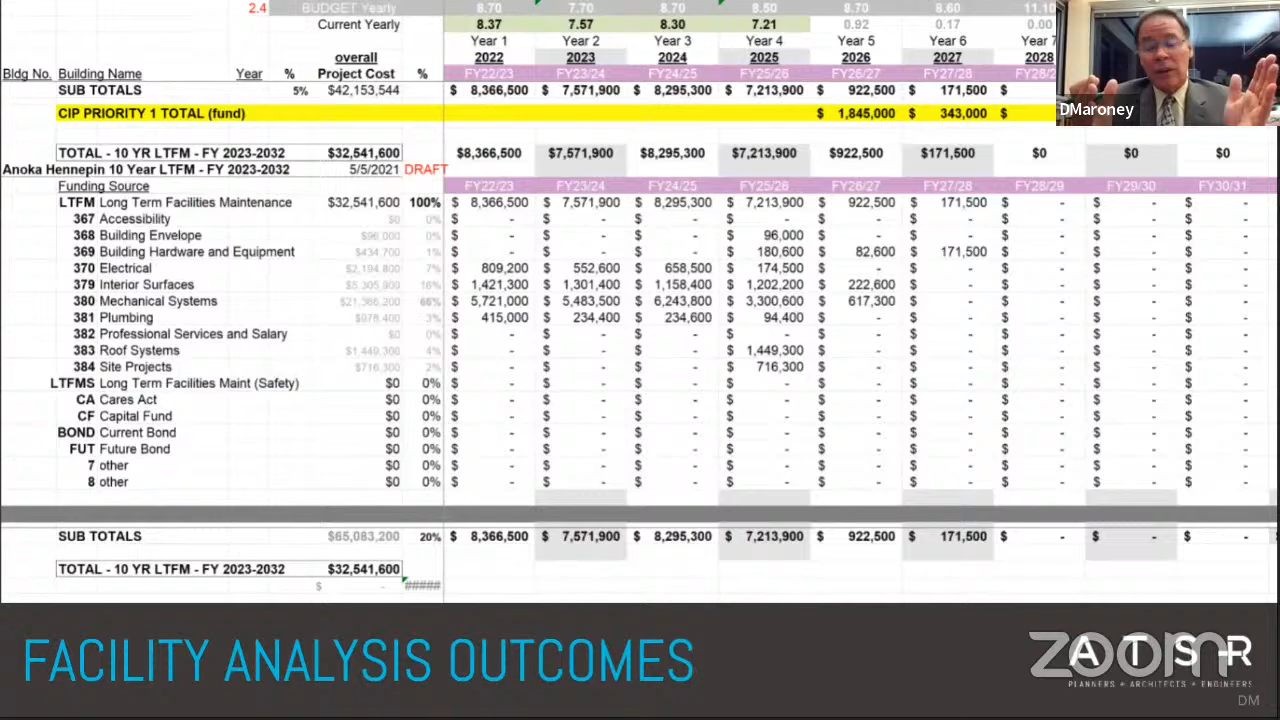 2.4 BUDGET Yearly 8.70 7.70 8.70 8.50 8.70 8.60 11.10
Current Yearly 8.37 7.57 8.30 7.21 0.92 0.17 0.00
Year 1 Year 2 Year 3 Year 4 Year 5 Year 6 Year 7
overall 2022 2023 2024 2025 2026 2027 2028
Bldg No. Building Name Year % Project Cost % FY22/23 FY23/24 FY24/25 FY25/26 FY26/27 FY27/28 FY28/2
SUB TOTALS 5% $42,153,544 $ 8,366,500 $ 7,571,900 $ 8,295,300 $ 7,213,900 $ 922,500 $ 171,500 $
CIP PRIORITY 1 TOTAL (fund) $ 1,845,000 $ 343,000 $
DMaroney
TOTAL - 10 YR LTFM - FY 2023-2032 $32,541,600 $8,366,500 $7,571,900 $8,295,300 $7,213,900 $922,500 $171,500 $0 $0 $0
Anoka Hennepin 10 Year LTFM - FY 2023-2032 5/5/2021 DRAFT
Funding Source FY22/23 FY23/24 FY24/25 FY25/26 FY26/27 FY27/28 FY28/29 FY29/30 FY30/31
LTFM Long Term Facilities Maintenance $32,541,600 100% $ 8,366,500 $ 7,571,900 $ 8,295,300 $ 7,213,900 $ 922,500 $ 171,500 $ - $ - $ -
367 Accessibility $0 0% $ - $ - $ - $ - $ - $ - $ - $ - $ -
368 Building Envelope $96,000 0% $ - $ - $ - $ 96,000 $ - $ - $ - $ - $ -
369 Building Hardware and Equipment $434,700 1% $ - $ - $ - $ 180,600 $ 82,600 $ 171,500 $ - $ - $ -
370 Electrical $2,194,800 7% $ 809,200 $ 552,600 $ 658,500 $ 174,500 $ - $ - $ - $ - $ -
379 Interior Surfaces $5,305,900 16% $ 1,421,300 $ 1,301,400 $ 1,158,400 $ 1,202,200 $ 222,600 $ - $ - $ - $ -
380 Mechanical Systems $21,366,200 66% $ 5,721,000 $ 5,483,500 $ 6,243,800 $ 3,300,600 $ 617,300 $ - $ - $ - $ -
381 Plumbing $978,400 3% $ 415,000 $ 234,400 $ 234,600 $ 94,400 $ - $ - $ - $ - $ -
382 Professional Services and Salary $0 0% $ - $ - $ - $ - $ - $ - $ - $ - $ -
383 Roof Systems $1,449,300 4% $ - $ - $ - $ 1,449,300 $ - $ - $ - $ - $ -
384 Site Projects $716,300 2% $ - $ - $ - $ 716,300 $ - $ - $ - $ - $ -
LTFMS Long Term Facilities Maint (Safety) $0 0% $ - $ - $ - $ - $ - $ - $ - $ - $ -
CA Cares Act $0 0% $ - $ - $ - $ - $ - $ - $ - $ - $ -
CF Capital Fund $0 0% $ - $ - $ - $ - $ - $ - $ - $ - $ -
BOND Current Bond $0 0% $ - $ - $ - $ - $ - $ - $ - $ - $ -
FUT Future Bond $0 0% $ - $ - $ - $ - $ - $ - $ - $ - $ -
7 other $0 0% $ - $ - $ - $ - $ - $ - $ - $ - $ -
8 other $0 0% $ - $ - $ - $ - $ - $ - $ - $ - $ -
SUB TOTALS $65,083,200 20% $ 8,366,500 $ 7,571,900 $ 8,295,300 $ 7,213,900 $ 922,500 $ 171,500 $ - $ - $ -
TOTAL - 10 YR LTFM - FY 2023-2032 $32,541,600
$ - #####
FACILITY ANALYSIS OUTCOMES
zoom
ATSR
PLANNERS + ARCHITECTS + ENGINEERS
DM